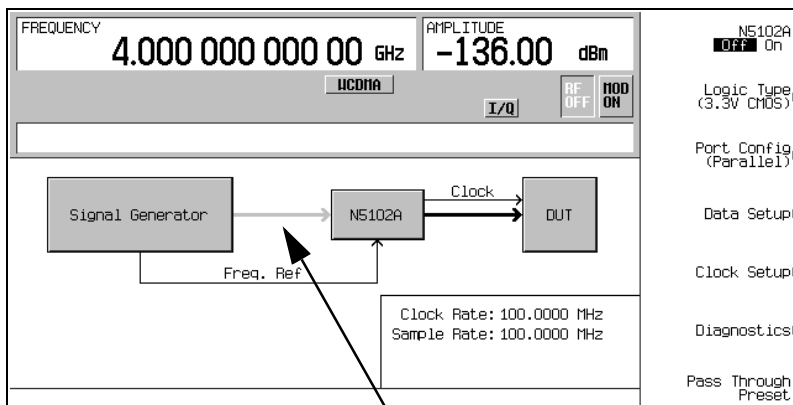 FREQUENCY
4.000 000 000 00 GHz
AMPLITUDE
-136.00 dBm
WCDMA
I/Q
RF OFF
MOD ON
Signal Generator
N5102A
Clock
DUT
Freq. Ref
Clock Rate: 100.0000 MHz
Sample Rate: 100.0000 MHz
N5102A
Off On
Logic Type
(3.3V CMOS)
Port Config
(Parallel)
Data Setup
Clock Setup
Diagnostics
Pass Through
Preset